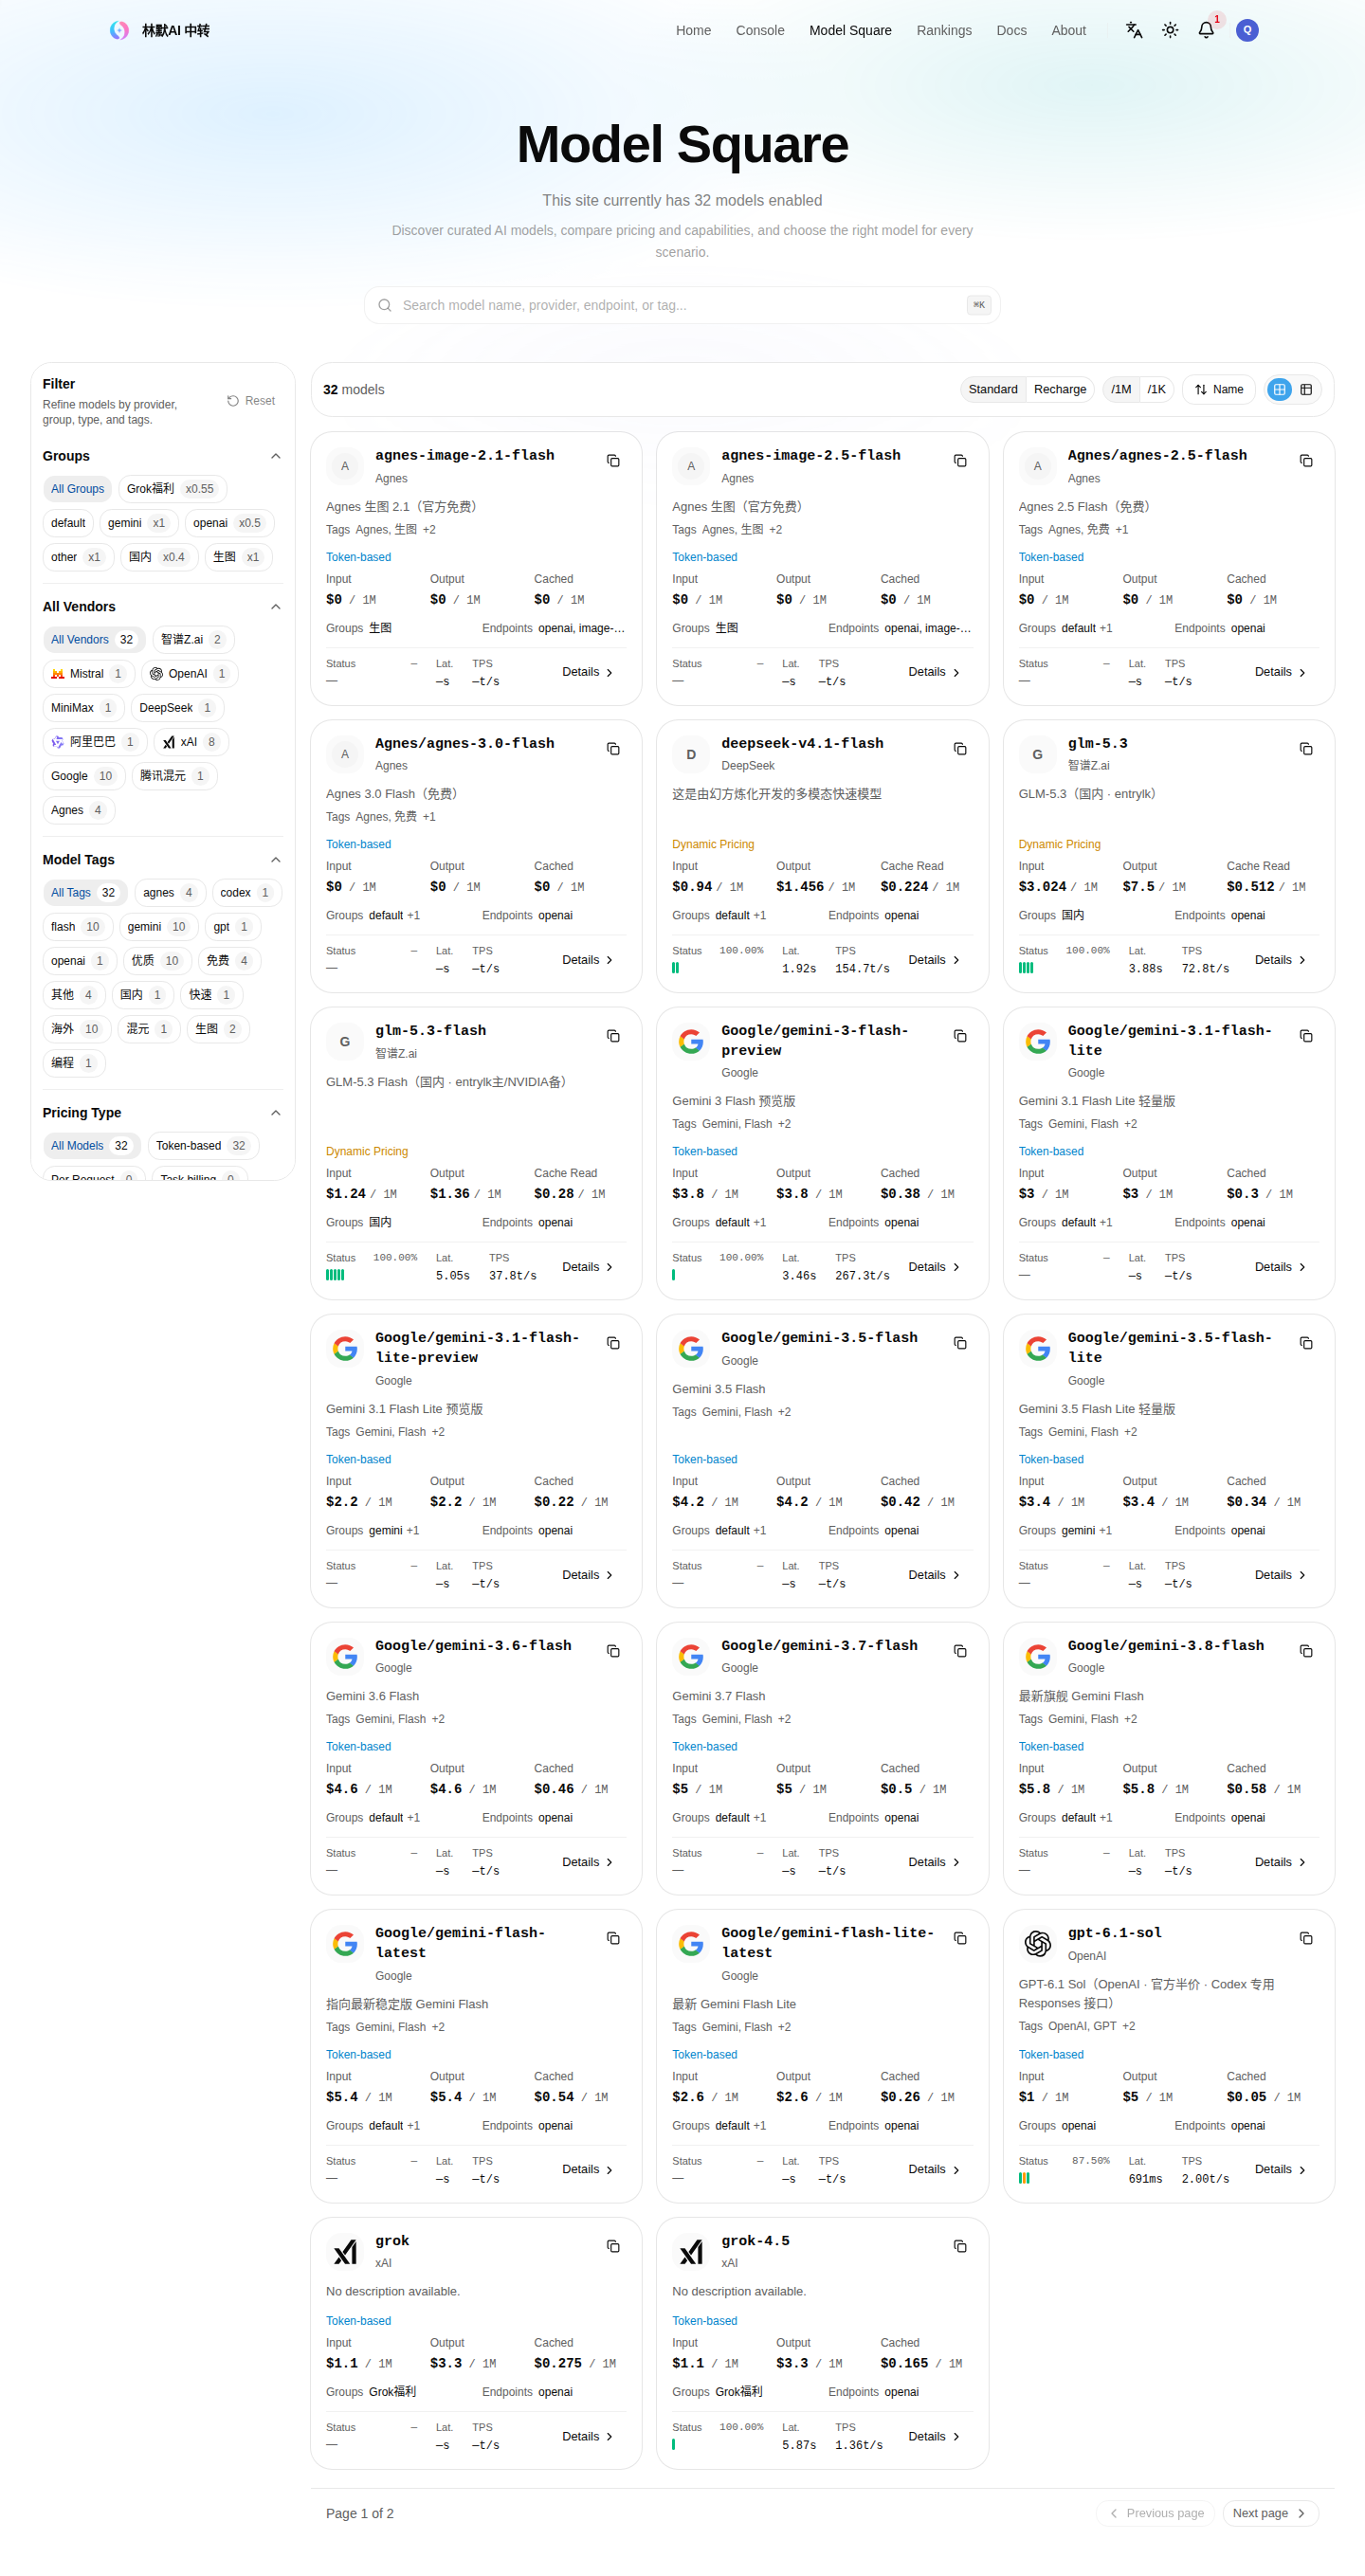 林默AI 中转
Home Console Model Square Rankings Docs About 1 Q
Model Square
This site currently has 32 models enabled
Discover curated AI models, compare pricing and capabilities, and choose the right model for every
scenario.
Search model name, provider, endpoint, or tag... ⌘K
Filter
Refine models by provider,
group, type, and tags.
Reset
Groups
All Groups Grok福利 x0.55
default gemini x1 openai x0.5
other x1 国内 x0.4 生图 x1
All Vendors
All Vendors 32 智谱Z.ai 2
Mistral 1 OpenAI 1
MiniMax 1 DeepSeek 1
阿里巴巴 1 xAI 8
Google 10 腾讯混元 1
Agnes 4
Model Tags
All Tags 32 agnes 4 codex 1
flash 10 gemini 10 gpt 1
openai 1 优质 10 免费 4
其他 4 国内 1 快速 1
海外 10 混元 1 生图 2
编程 1
Pricing Type
All Models 32 Token-based 32
Per Request 0 Task billing 0
32 models
Standard Recharge /1M /1K Name
A agnes-image-2.1-flash
Agnes
Agnes 生图 2.1（官方免费）
Tags Agnes, 生图 +2
Token-based
Input Output Cached
$0 / 1M $0 / 1M $0 / 1M
Groups 生图 Endpoints openai, image-…
Status — Lat. TPS
— —s —t/s Details
A agnes-image-2.5-flash
Agnes
Agnes 生图（官方免费）
Tags Agnes, 生图 +2
Token-based
Input Output Cached
$0 / 1M $0 / 1M $0 / 1M
Groups 生图 Endpoints openai, image-…
Status — Lat. TPS
— —s —t/s Details
A Agnes/agnes-2.5-flash
Agnes
Agnes 2.5 Flash（免费）
Tags Agnes, 免费 +1
Token-based
Input Output Cached
$0 / 1M $0 / 1M $0 / 1M
Groups default +1 Endpoints openai
Status — Lat. TPS
— —s —t/s Details
A Agnes/agnes-3.0-flash
Agnes
Agnes 3.0 Flash（免费）
Tags Agnes, 免费 +1
Token-based
Input Output Cached
$0 / 1M $0 / 1M $0 / 1M
Groups default +1 Endpoints openai
Status — Lat. TPS
— —s —t/s Details
D deepseek-v4.1-flash
DeepSeek
这是由幻方炼化开发的多模态快速模型
Dynamic Pricing
Input Output Cache Read
$0.94 / 1M $1.456 / 1M $0.224 / 1M
Groups default +1 Endpoints openai
Status 100.00% Lat. TPS
1.92s 154.7t/s Details
G glm-5.3
智谱Z.ai
GLM-5.3（国内 · entrylk）
Dynamic Pricing
Input Output Cache Read
$3.024 / 1M $7.5 / 1M $0.512 / 1M
Groups 国内 Endpoints openai
Status 100.00% Lat. TPS
3.88s 72.8t/s Details
G glm-5.3-flash
智谱Z.ai
GLM-5.3 Flash（国内 · entrylk主/NVIDIA备）
Dynamic Pricing
Input Output Cache Read
$1.24 / 1M $1.36 / 1M $0.28 / 1M
Groups 国内 Endpoints openai
Status 100.00% Lat. TPS
5.05s 37.8t/s Details
Google/gemini-3-flash-
preview
Google
Gemini 3 Flash 预览版
Tags Gemini, Flash +2
Token-based
Input Output Cached
$3.8 / 1M $3.8 / 1M $0.38 / 1M
Groups default +1 Endpoints openai
Status 100.00% Lat. TPS
3.46s 267.3t/s Details
Google/gemini-3.1-flash-
lite
Google
Gemini 3.1 Flash Lite 轻量版
Tags Gemini, Flash +2
Token-based
Input Output Cached
$3 / 1M $3 / 1M $0.3 / 1M
Groups default +1 Endpoints openai
Status — Lat. TPS
— —s —t/s Details
Google/gemini-3.1-flash-
lite-preview
Google
Gemini 3.1 Flash Lite 预览版
Tags Gemini, Flash +2
Token-based
Input Output Cached
$2.2 / 1M $2.2 / 1M $0.22 / 1M
Groups gemini +1 Endpoints openai
Status — Lat. TPS
— —s —t/s Details
Google/gemini-3.5-flash
Google
Gemini 3.5 Flash
Tags Gemini, Flash +2
Token-based
Input Output Cached
$4.2 / 1M $4.2 / 1M $0.42 / 1M
Groups default +1 Endpoints openai
Status — Lat. TPS
— —s —t/s Details
Google/gemini-3.5-flash-
lite
Google
Gemini 3.5 Flash Lite 轻量版
Tags Gemini, Flash +2
Token-based
Input Output Cached
$3.4 / 1M $3.4 / 1M $0.34 / 1M
Groups gemini +1 Endpoints openai
Status — Lat. TPS
— —s —t/s Details
Google/gemini-3.6-flash
Google
Gemini 3.6 Flash
Tags Gemini, Flash +2
Token-based
Input Output Cached
$4.6 / 1M $4.6 / 1M $0.46 / 1M
Groups default +1 Endpoints openai
Status — Lat. TPS
— —s —t/s Details
Google/gemini-3.7-flash
Google
Gemini 3.7 Flash
Tags Gemini, Flash +2
Token-based
Input Output Cached
$5 / 1M $5 / 1M $0.5 / 1M
Groups default +1 Endpoints openai
Status — Lat. TPS
— —s —t/s Details
Google/gemini-3.8-flash
Google
最新旗舰 Gemini Flash
Tags Gemini, Flash +2
Token-based
Input Output Cached
$5.8 / 1M $5.8 / 1M $0.58 / 1M
Groups default +1 Endpoints openai
Status — Lat. TPS
— —s —t/s Details
Google/gemini-flash-
latest
Google
指向最新稳定版 Gemini Flash
Tags Gemini, Flash +2
Token-based
Input Output Cached
$5.4 / 1M $5.4 / 1M $0.54 / 1M
Groups default +1 Endpoints openai
Status — Lat. TPS
— —s —t/s Details
Google/gemini-flash-lite-
latest
Google
最新 Gemini Flash Lite
Tags Gemini, Flash +2
Token-based
Input Output Cached
$2.6 / 1M $2.6 / 1M $0.26 / 1M
Groups default +1 Endpoints openai
Status — Lat. TPS
— —s —t/s Details
gpt-6.1-sol
OpenAI
GPT-6.1 Sol（OpenAI · 官方半价 · Codex 专用
Responses 接口）
Tags OpenAI, GPT +2
Token-based
Input Output Cached
$1 / 1M $5 / 1M $0.05 / 1M
Groups openai Endpoints openai
Status 87.50% Lat. TPS
691ms 2.00t/s Details
grok
xAI
No description available.
Token-based
Input Output Cached
$1.1 / 1M $3.3 / 1M $0.275 / 1M
Groups Grok福利 Endpoints openai
Status — Lat. TPS
— —s —t/s Details
grok-4.5
xAI
No description available.
Token-based
Input Output Cached
$1.1 / 1M $3.3 / 1M $0.165 / 1M
Groups Grok福利 Endpoints openai
Status 100.00% Lat. TPS
5.87s 1.36t/s Details
Page 1 of 2 Previous page Next page